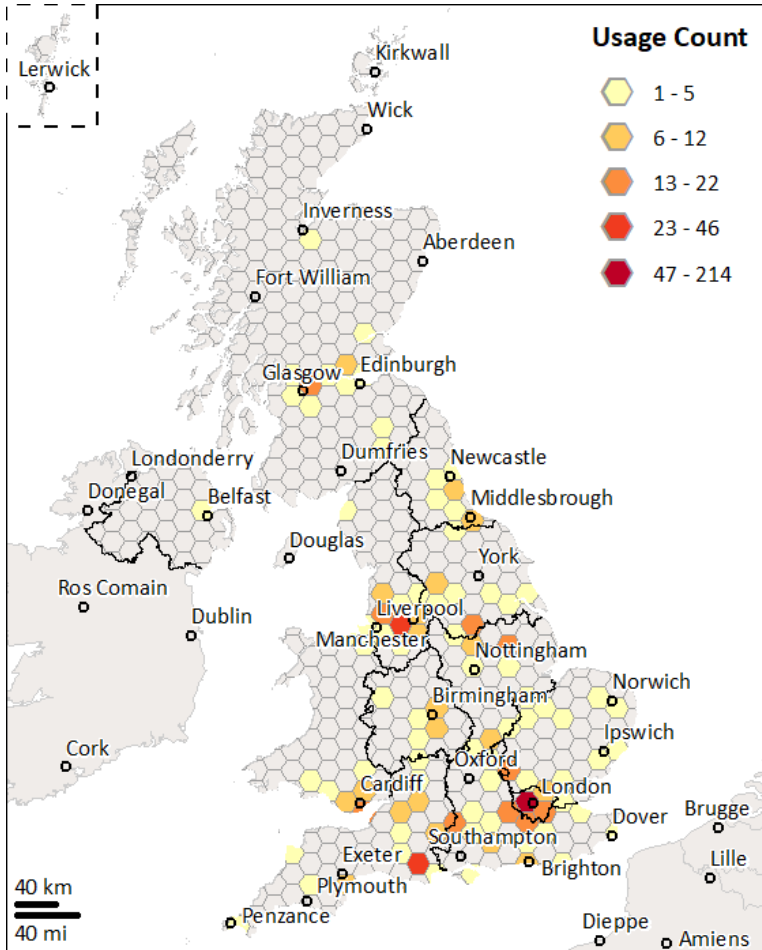 Usage Count
1 - 5
6 - 12
13 - 22
23 - 46
47 - 214
Lerwick
Kirkwall
Wick
Inverness
Aberdeen
Fort William
Edinburgh
Glasgow
Dumfries
Londonderry
Newcastle
Donegal
Belfast
Middlesbrough
Douglas
York
Ros Comain
Dublin
Liverpool
Manchester
Nottingham
Norwich
Birmingham
Ipswich
Cork
Oxford
Cardiff
London
Dover
Brugge
Southampton
Exeter
Brighton
Lille
Plymouth
40 km
Penzance
Dieppe
40 mi
Amiens